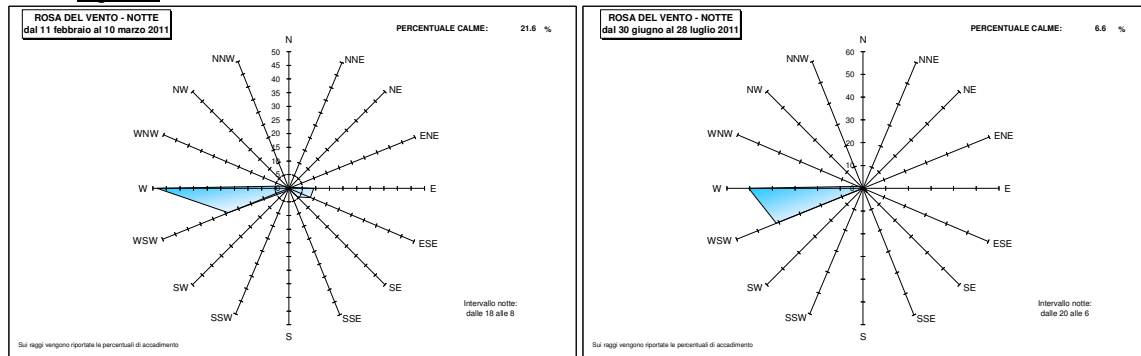 ROSA DEL VENTO - NOTTE
dal 11 febbraio al 10 marzo 2011
PERCENTUALE CALME: 21.6 %
N
NNW
NNE
NW
NE
WNW
ENE
W
E
WSW
ESE
SW
SE
SSW
SSE
S
50
45
40
35
30
25
20
15
10
5
Intervallo notte:
dalle 18 alle 8
Sui raggi vengono riportate le percentuali di accadimento
ROSA DEL VENTO - NOTTE
dal 30 giugno al 28 luglio 2011
PERCENTUALE CALME: 6.6 %
N
NNW
NNE
NW
NE
WNW
ENE
W
E
WSW
ESE
SW
SE
SSW
SSE
S
60
50
40
30
20
10
0
Intervallo notte:
dalle 20 alle 6
Sui raggi vengono riportate le percentuali di accadimento